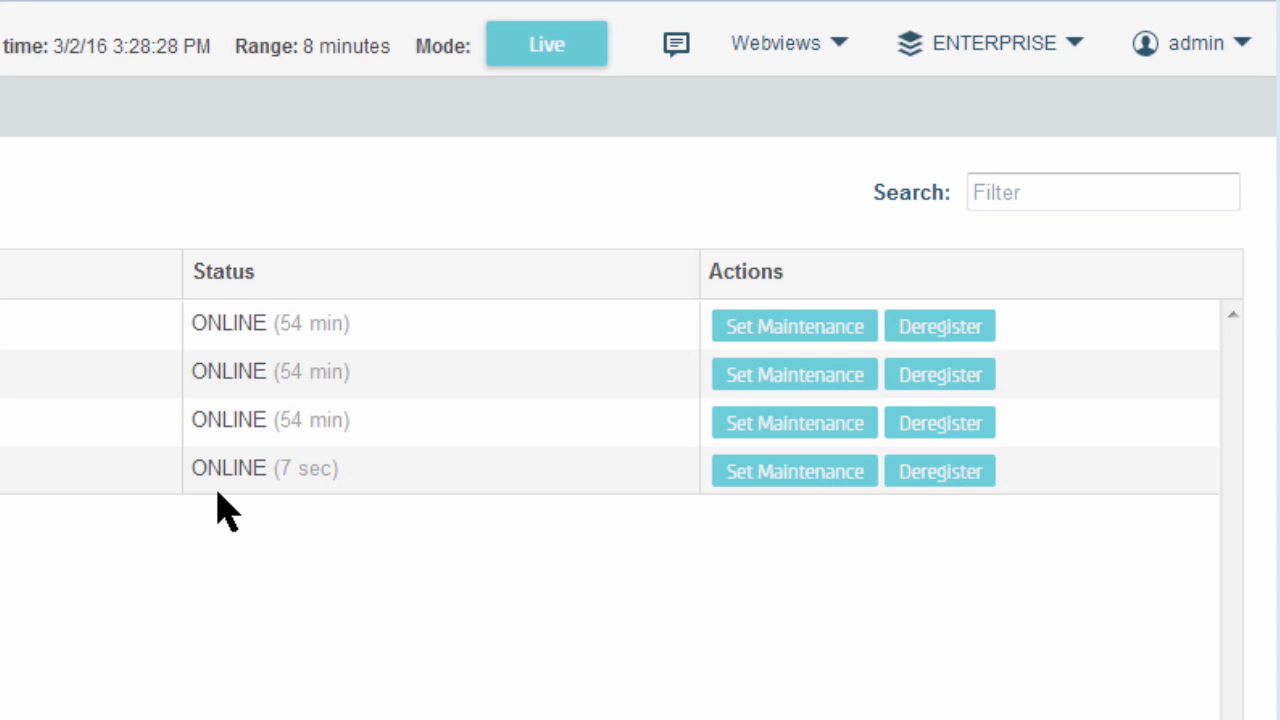 time: 3/2/16 3:28:28 PM Range: 8 minutes Mode: Live Webviews ENTERPRISE admin
Search: Filter
Status Actions
ONLINE (54 min) Set Maintenance Deregister
ONLINE (54 min) Set Maintenance Deregister
ONLINE (54 min) Set Maintenance Deregister
ONLINE (7 sec) Set Maintenance Deregister